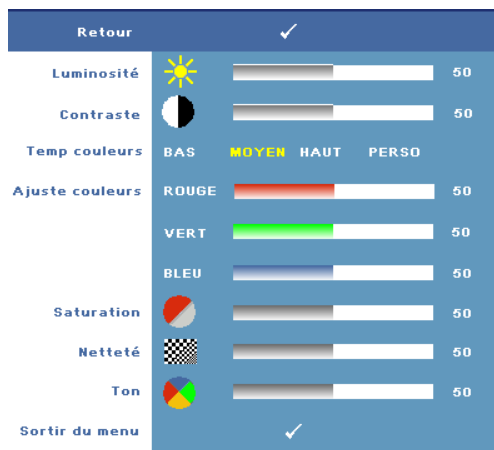 Retour
Luminosité 50
Contraste 50
Temp couleurs BAS MOYEN HAUT PERSO
Ajuste couleurs ROUGE 50
VERT 50
BLEU 50
Saturation 50
Netteté 50
Ton 50
Sortir du menu